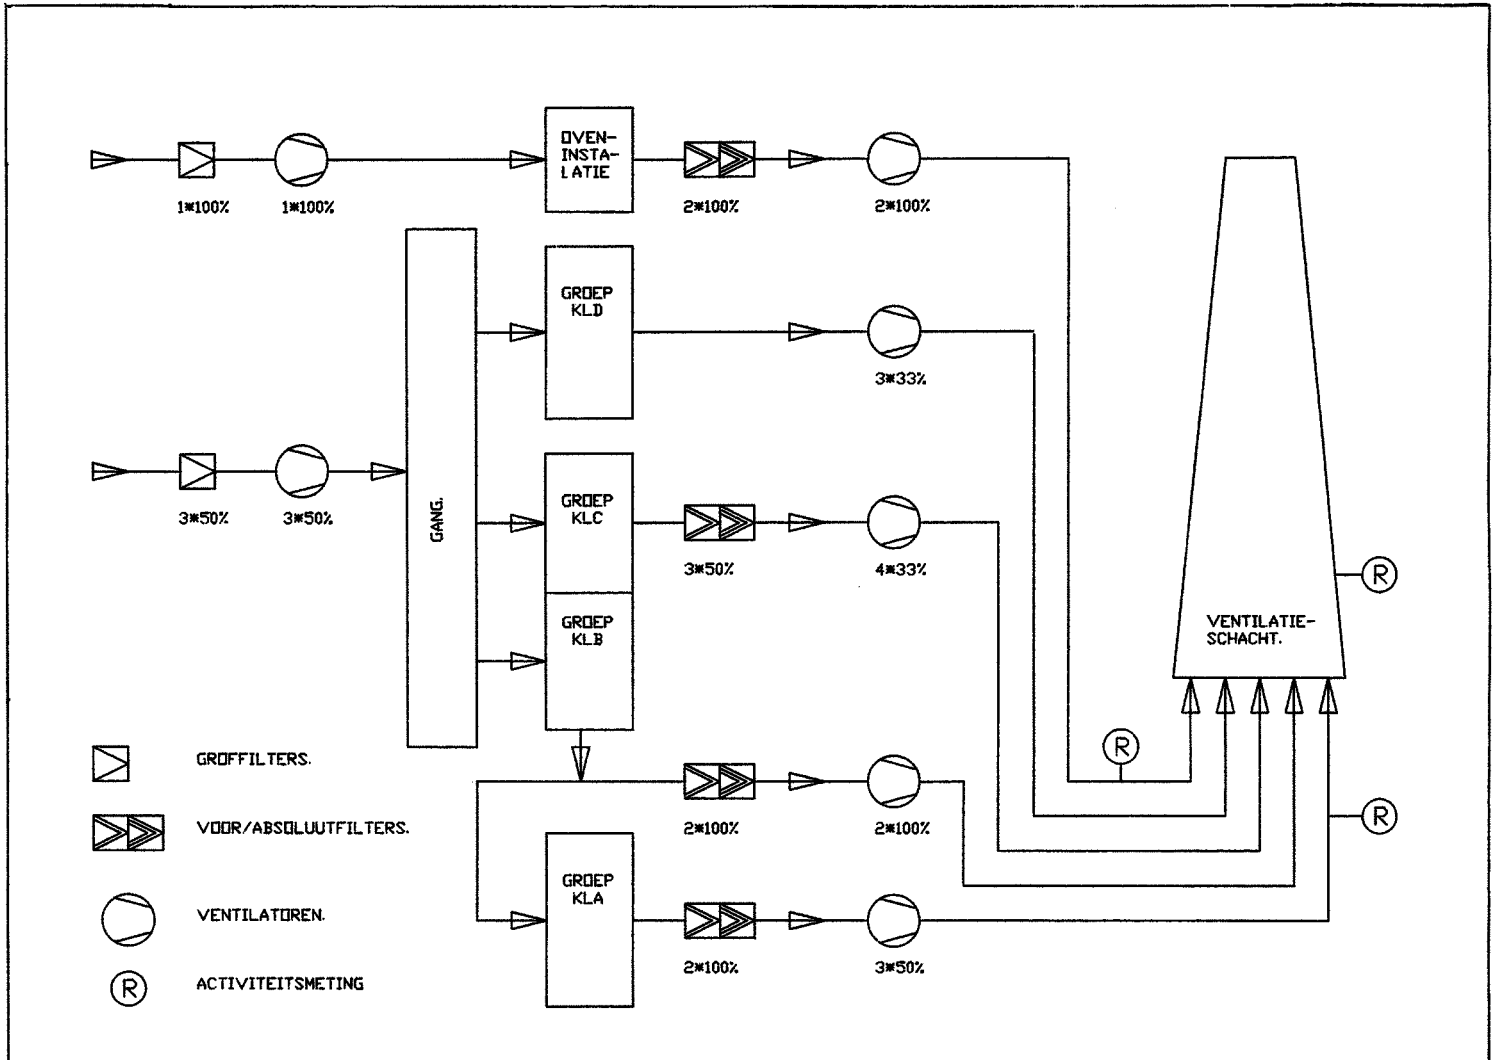 OVEN-
INSTA-
LATIE
1*100%
1*100%
2*100%
2*100%
GROEP
KLD
3*33%
3*50%
3*50%
GANG.
GROEP
KLC
3*50%
4*33%
GROEP
KLB
R
VENTILATIE-
SCHACHT.
R
GROFFILTERS.
VOOR/ABSOLUUTFILTERS.
2*100%
2*100%
R
GROEP
KLA
VENTILATOREN.
2*100%
3*50%
R
ACTIVITEITSMETING